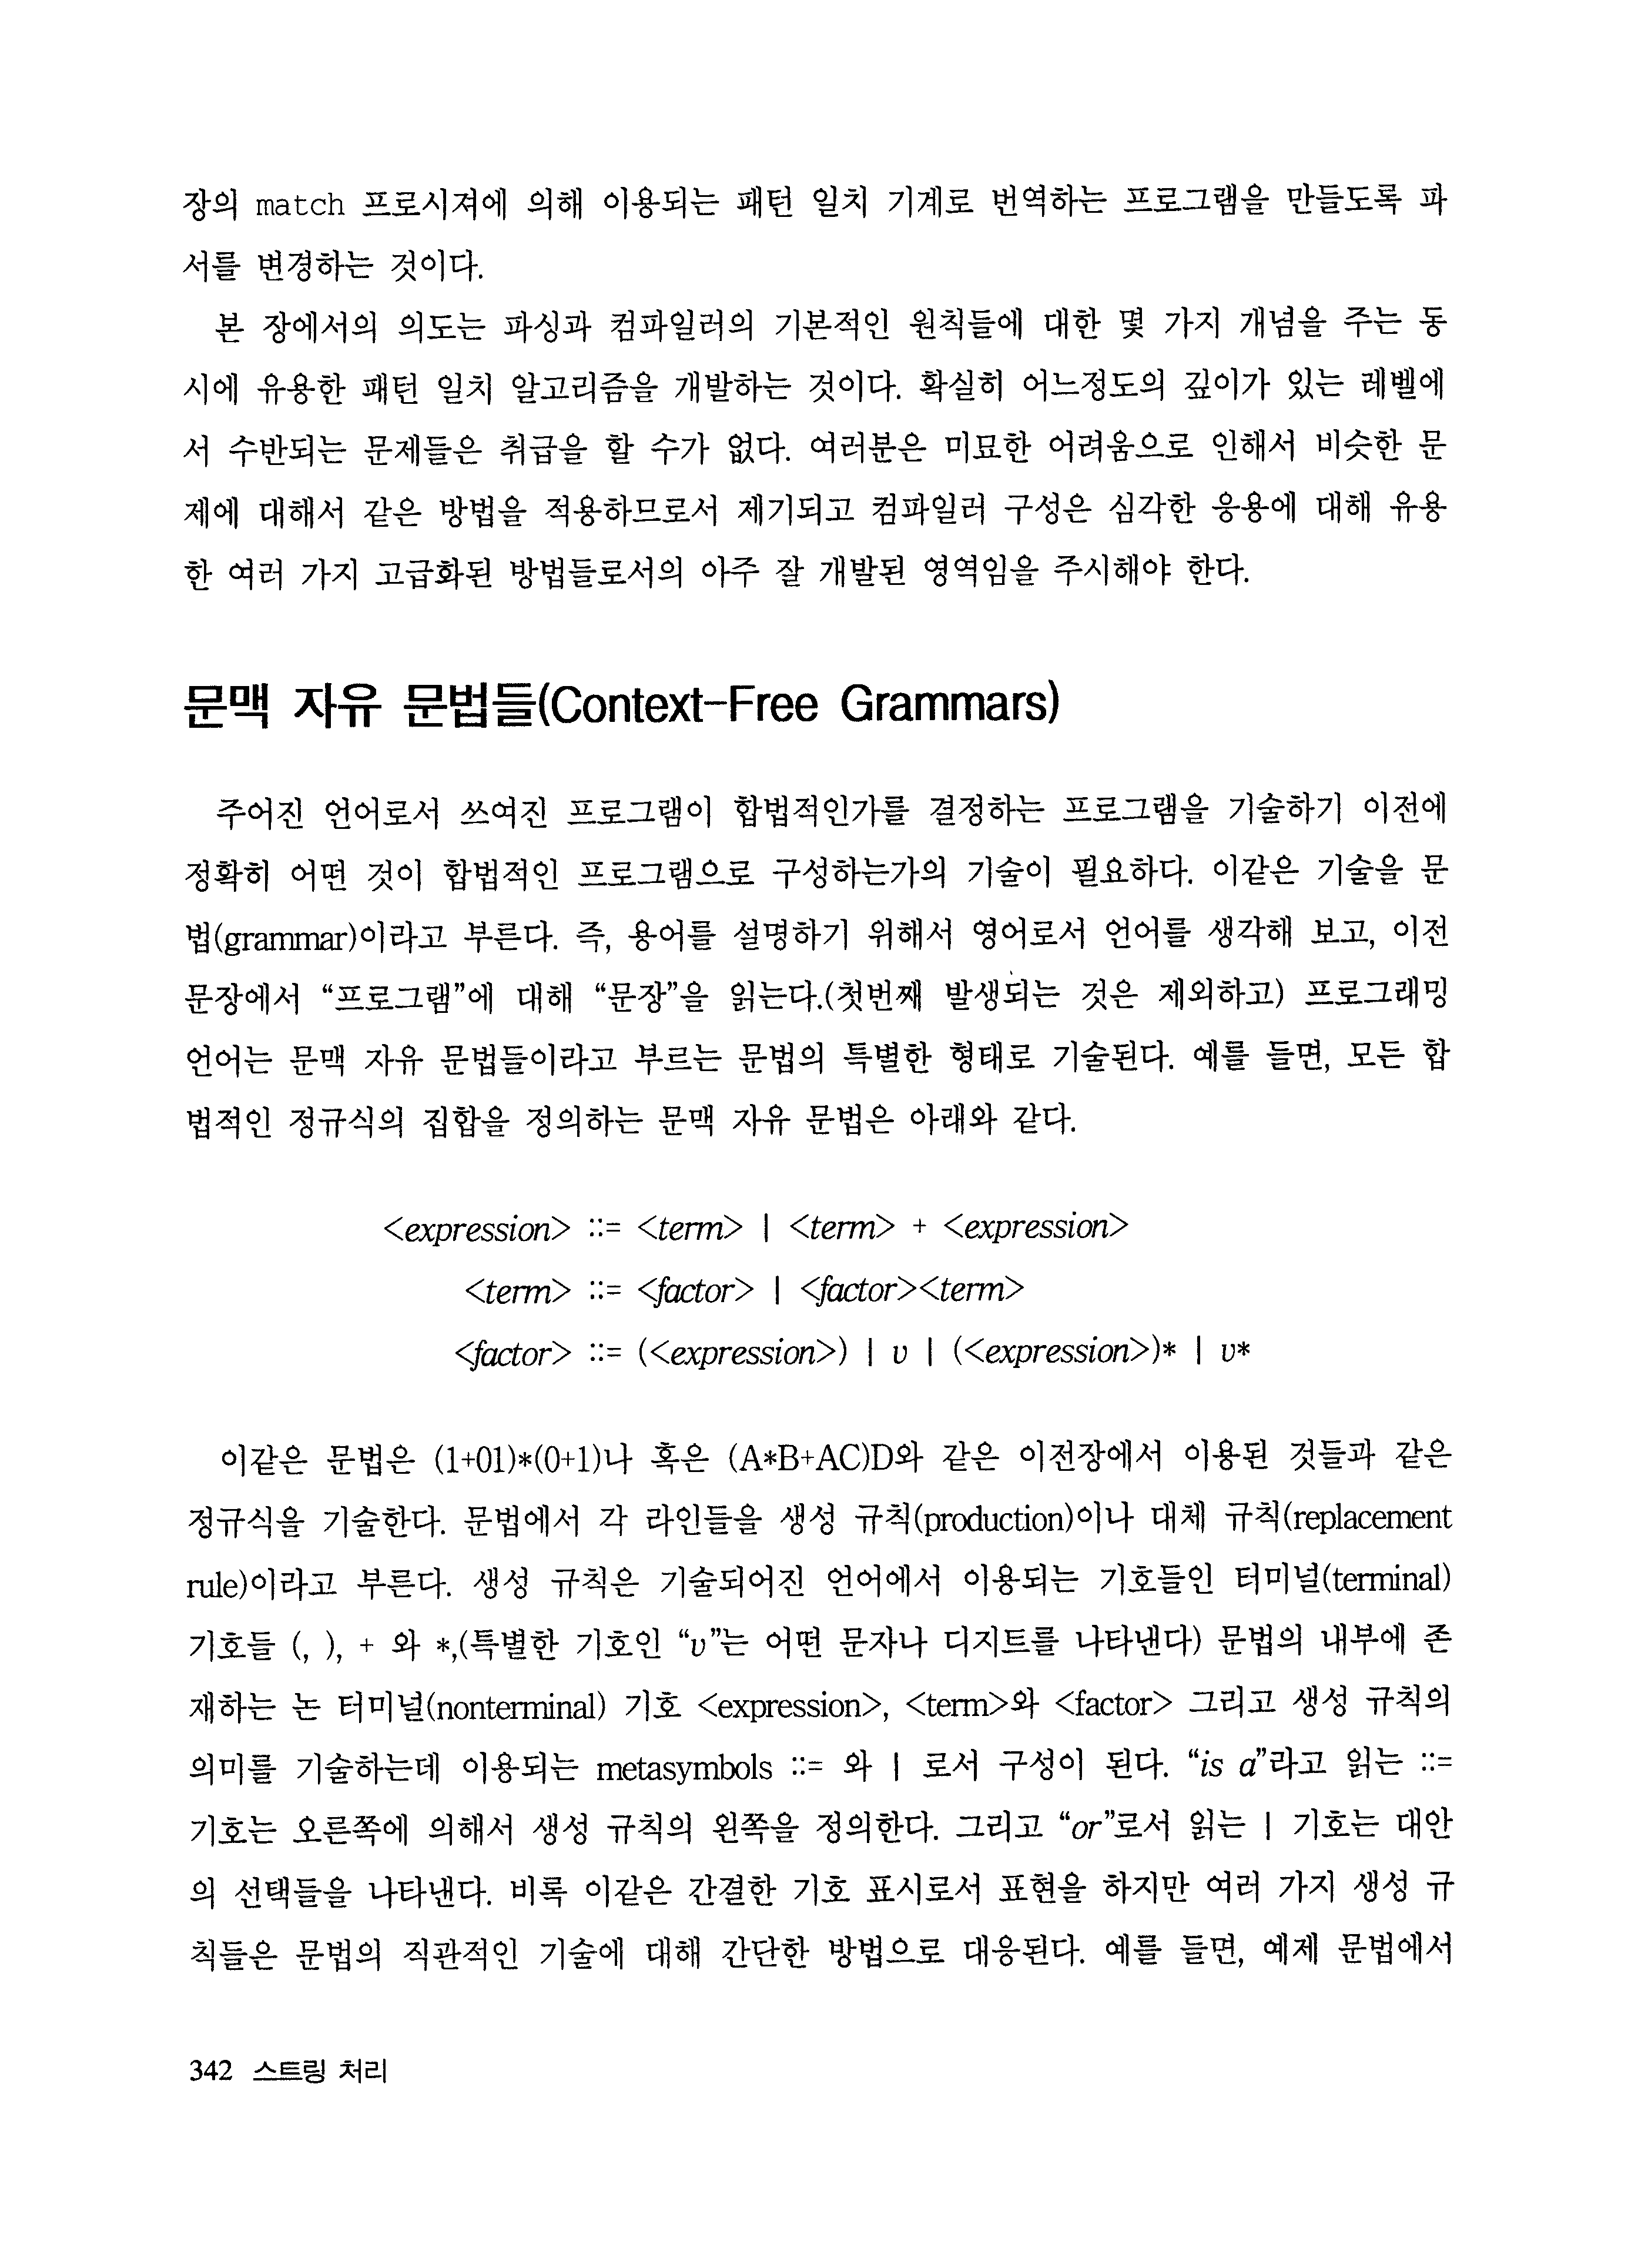 장의 match 프로시져에 의해 이용되는 패턴 일치 기계로 번역하는 프로그램을 만들도록 파
서를 변경하는 것이다.
본 장에서의 의도는 파싱과 컴파일러의 기본적인 원칙들에 대한 몇 가지 개념을 주는 동
시에 유용한 패턴 일치 알고리즘을 개발하는 것이다. 확실히 어느정도의 깊이가 있는 레벨에
서 수반되는 문제들은 취급을 할 수가 없다. 여러분은 미묘한 어려움으로 인해서 비슷한 문
제에 대해서 같은 방법을 적용하므로서 제기되고 컴파일러 구성은 심각한 응용에 대해 유용
한 여러 가지 고급화된 방법들로서의 아주 잘 개발된 영역임을 주시해야 한다.
문맥 자유 문법들(Context-Free Grammars)
주어진 언어로서 쓰여진 프로그램이 합법적인가를 결정하는 프로그램을 기술하기 이전에
정확히 어떤 것이 합법적인 프로그램으로 구성하는가의 기술이 필요하다. 이같은 기술을 문
법(grammar)이라고 부른다. 즉, 용어를 설명하기 위해서 영어로서 언어를 생각해 보고, 이전
문장에서 “프로그램”에 대해 “문장”을 읽는다.(첫번째 발생되는 것은 제외하고) 프로그래밍
언어는 문맥 자유 문법들이라고 부르는 문법의 특별한 형태로 기술된다. 예를 들면, 모든 합
법적인 정규식의 집합을 정의하는 문맥 자유 문법은 아래와 같다.
<expression> ::= <term> | <term> + <expression>
<term> ::= <factor> | <factor><term>
<factor> ::= (<expression>) | v | (<expression>)* | v*
이같은 문법은 (1+01)*(0+1)나 혹은 (A*B+AC)D와 같은 이전장에서 이용된 것들과 같은
정규식을 기술한다. 문법에서 각 라인들을 생성 규칙(production)이나 대체 규칙(replacement
rule)이라고 부른다. 생성 규칙은 기술되어진 언어에서 이용되는 기호들인 터미널(terminal)
기호들 (, ), + 와 *,(특별한 기호인 “v”는 어떤 문자나 디지트를 나타낸다) 문법의 내부에 존
재하는 논 터미널(nonterminal) 기호 <expression>, <term>와 <factor> 그리고 생성 규칙의
의미를 기술하는데 이용되는 metasymbols ::= 와 | 로서 구성이 된다. “is a”라고 읽는 ::=
기호는 오른쪽에 의해서 생성 규칙의 왼쪽을 정의한다. 그리고 “or”로서 읽는 | 기호는 대안
의 선택들을 나타낸다. 비록 이같은 간결한 기호 표시로서 표현을 하지만 여러 가지 생성 규
칙들은 문법의 직관적인 기술에 대해 간단한 방법으로 대응된다. 예를 들면, 예제 문법에서
342 스트링 처리